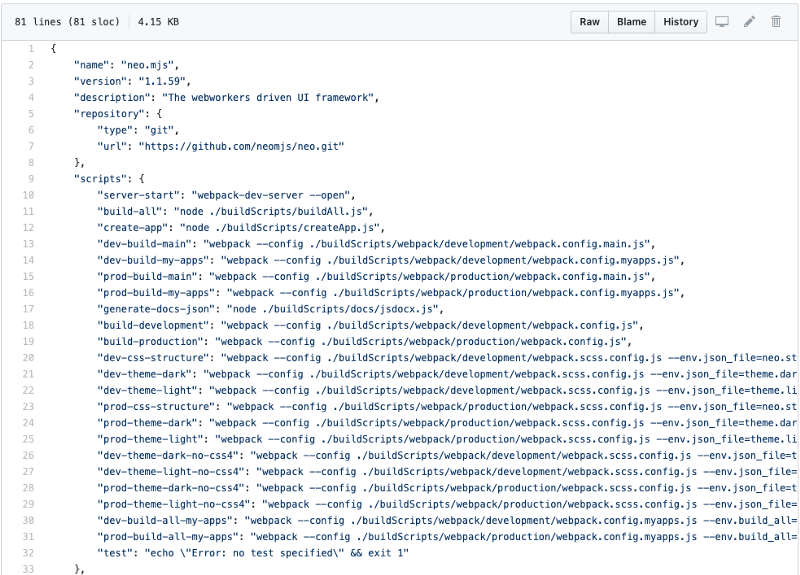 81 lines (81 sloc) 4.15 KB Raw Blame History
1 {
2 "name": "neo.mjs",
3 "version": "1.1.59",
4 "description": "The webworkers driven UI framework",
5 "repository": {
6 "type": "git",
7 "url": "https://github.com/neomjs/neo.git"
8 },
9 "scripts": {
10 "server-start": "webpack-dev-server --open",
11 "build-all": "node ./buildScripts/buildAll.js",
12 "create-app": "node ./buildScripts/createApp.js",
13 "dev-build-main": "webpack --config ./buildScripts/webpack/development/webpack.config.main.js",
14 "dev-build-my-apps": "webpack --config ./buildScripts/webpack/development/webpack.config.myapps.js",
15 "prod-build-main": "webpack --config ./buildScripts/webpack/production/webpack.config.main.js",
16 "prod-build-my-apps": "webpack --config ./buildScripts/webpack/production/webpack.config.myapps.js",
17 "generate-docs-json": "node ./buildScripts/docs/jsdocx.js",
18 "build-development": "webpack --config ./buildScripts/webpack/development/webpack.config.js",
19 "build-production": "webpack --config ./buildScripts/webpack/production/webpack.config.js",
20 "dev-css-structure": "webpack --config ./buildScripts/webpack/development/webpack.scss.config.js --env.json_file=neo.st
21 "dev-theme-dark": "webpack --config ./buildScripts/webpack/development/webpack.scss.config.js --env.json_file=theme.dar
22 "dev-theme-light": "webpack --config ./buildScripts/webpack/development/webpack.scss.config.js --env.json_file=theme.li
23 "prod-css-structure": "webpack --config ./buildScripts/webpack/production/webpack.scss.config.js --env.json_file=neo.st
24 "prod-theme-dark": "webpack --config ./buildScripts/webpack/production/webpack.scss.config.js --env.json_file=theme.dar
25 "prod-theme-light": "webpack --config ./buildScripts/webpack/production/webpack.scss.config.js --env.json_file=theme.li
26 "dev-theme-dark-no-css4": "webpack --config ./buildScripts/webpack/development/webpack.scss.config.js --env.json_file=t
27 "dev-theme-light-no-css4": "webpack --config ./buildScripts/webpack/development/webpack.scss.config.js --env.json_file=
28 "prod-theme-dark-no-css4": "webpack --config ./buildScripts/webpack/production/webpack.scss.config.js --env.json_file=t
29 "prod-theme-light-no-css4": "webpack --config ./buildScripts/webpack/production/webpack.scss.config.js --env.json_file=
30 "dev-build-all-my-apps": "webpack --config ./buildScripts/webpack/development/webpack.config.myapps.js --env.build_all=
31 "prod-build-all-my-apps": "webpack --config ./buildScripts/webpack/production/webpack.config.myapps.js --env.build_all=
32 "test": "echo \"Error: no test specified\" && exit 1"
33 },